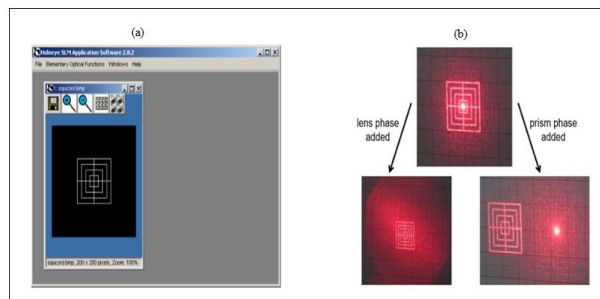 (a)
Holoeye SLM Application Software 2.0.2
File Elementary Optical Functions Windows Help
squcord.bmp
squcord.bmp, 200 x 200 pixels, Zoom: 100%
(b)
lens phase
added
prism phase
added